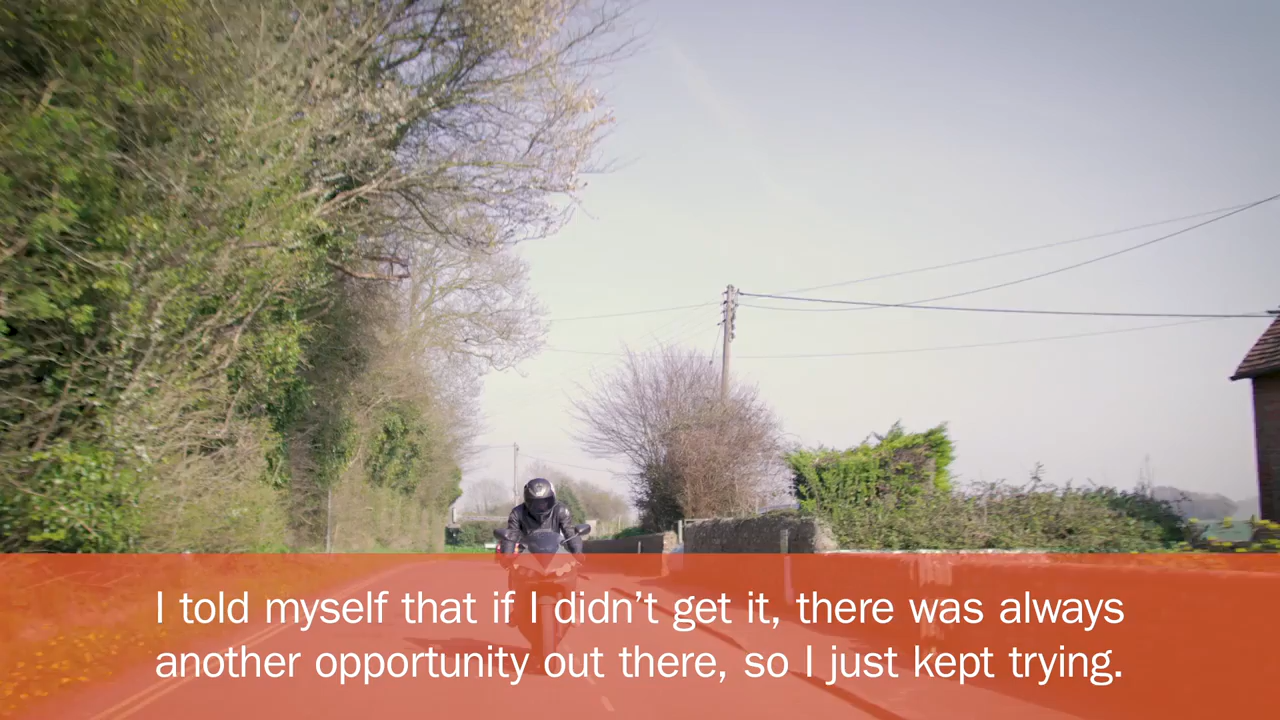 I told myself that if I didn’t get it, there was always
another opportunity out there, so I just kept trying.